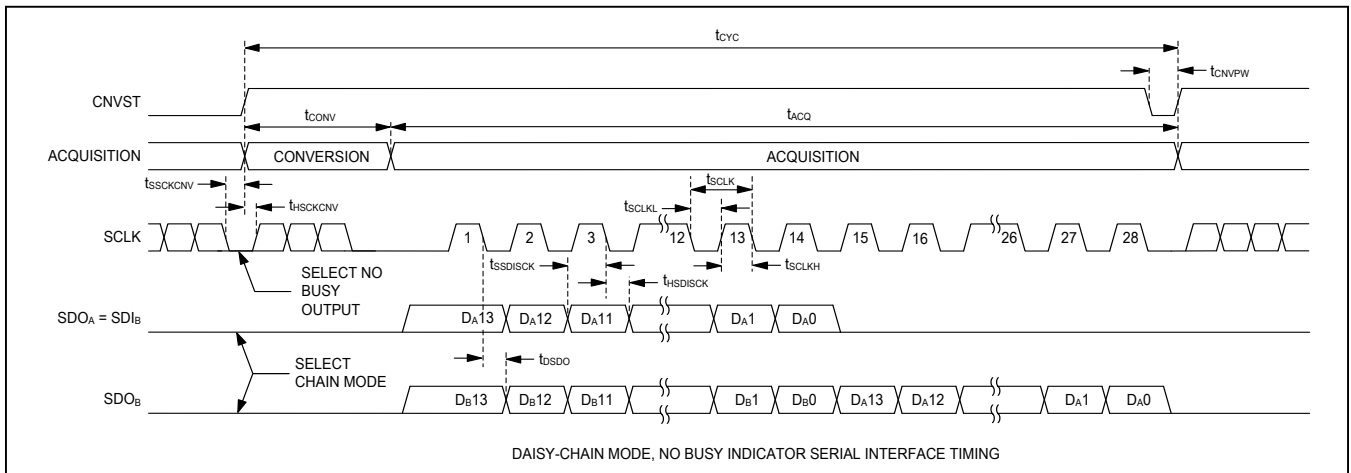 tCYC
tCNVPW
CNVST
tCONV
tACQ
ACQUISITION CONVERSION ACQUISITION
tSSCKCNV
tHSCKCNV
tSCLK
tSCLKL
SCLK 1 2 3 12 13 14 15 16 26 27 28
tSSDISCK
tHSDISCK
tSCLKH
SELECT NO
BUSY
OUTPUT
SDOA = SDIB DA13 DA12 DA11 DA1 DA0
tDSDO
SELECT
CHAIN MODE
SDOB DB13 DB12 DB11 DB1 DB0 DA13 DA12 DA1 DA0
DAISY-CHAIN MODE, NO BUSY INDICATOR SERIAL INTERFACE TIMING